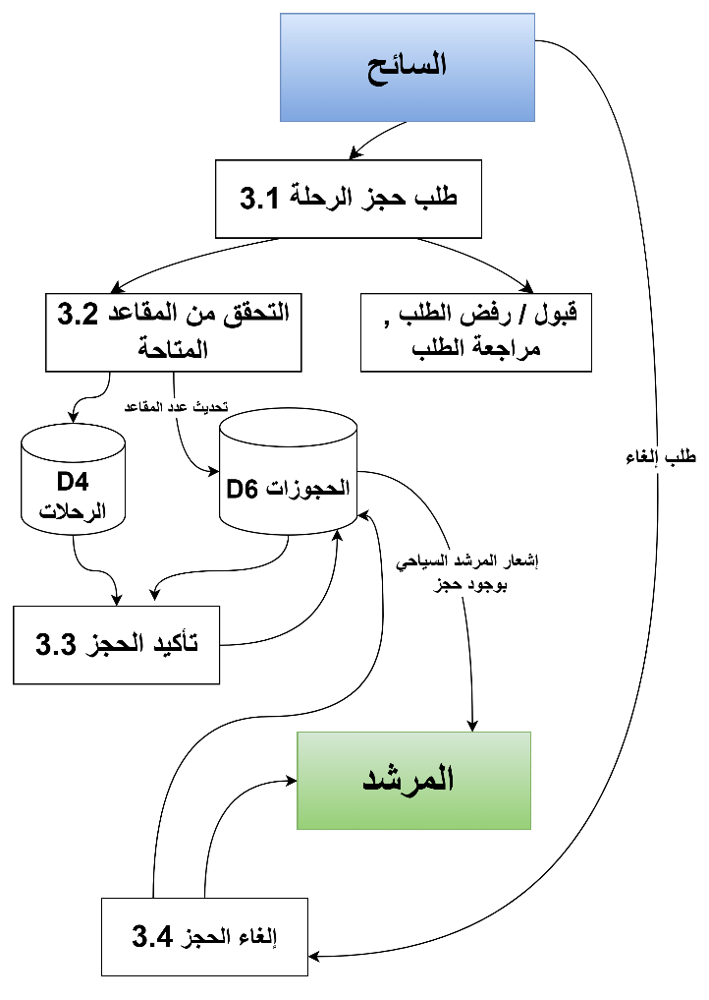 السائح
3.1 طلب حجز الرحلة
3.2 التحقق من المقاعد
المتاحة
قبول / رفض الطلب ,
مراجعة الطلب
تحديث عدد المقاعد
D4
الرحلات
D6 الحجوزات
طلب إلغاء
إشعار المرشد السياحي
بوجود حجز
3.3 تأكيد الحجز
المرشد
3.4 إلغاء الحجز